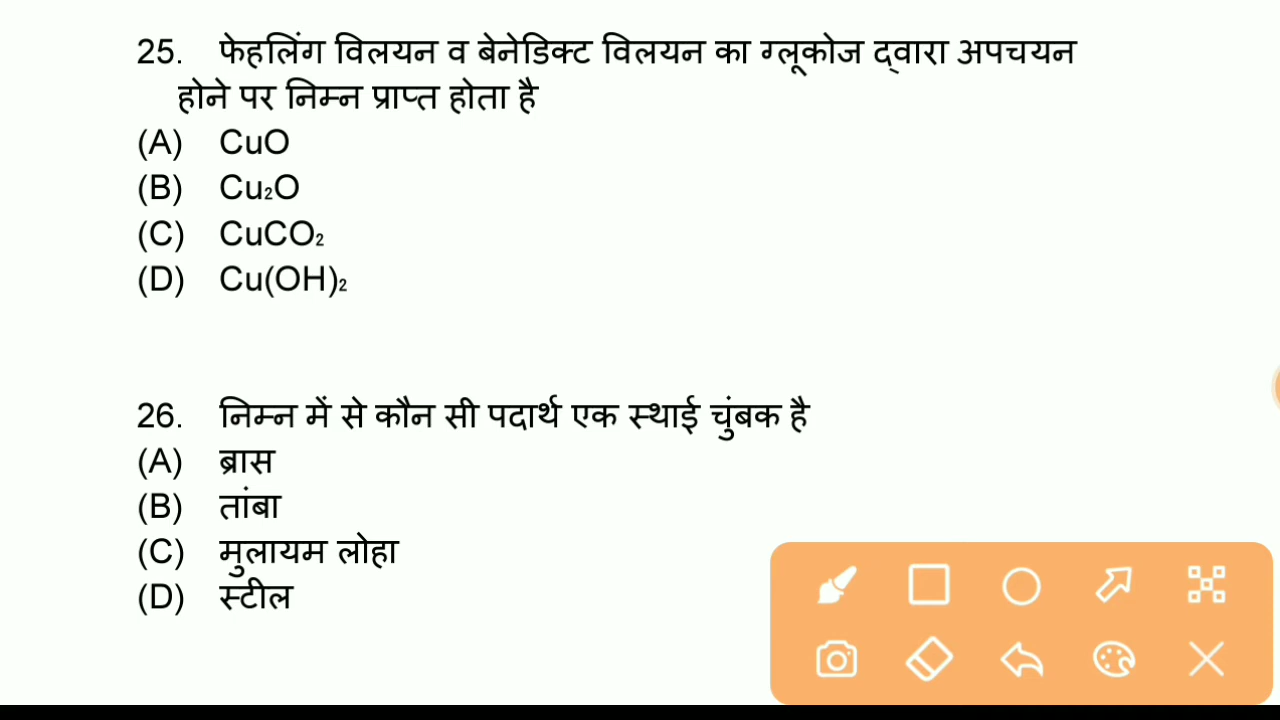 25. फेहलिंग विलयन व बेनेडिक्ट विलयन का ग्लूकोज द्वारा अपचयन
होने पर निम्न प्राप्त होता है
(A) CuO
(B) Cu₂O
(C) CuCO₂
(D) Cu(OH)₂
26. निम्न में से कौन सी पदार्थ एक स्थाई चुंबक है
(A) ब्रास
(B) तांबा
(C) मुलायम लोहा
(D) स्टील